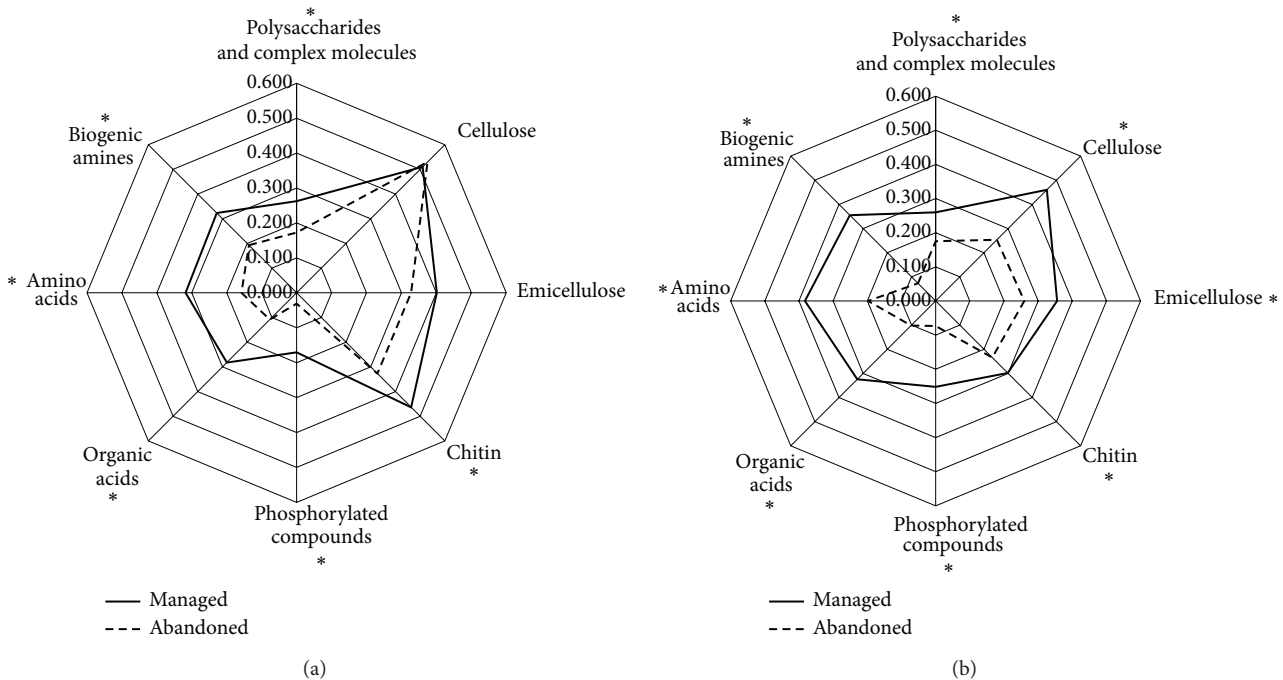 *
Polysaccharides
and complex molecules
0.600
0.500
0.400
0.300
0.200
0.100
0.000
Cellulose
Emicellulose
Chitin
*
Phosphorylated
compounds
*
Organic
acids
*
* Amino
acids
*
Biogenic
amines
Managed
Abandoned
(a)
*
Polysaccharides
and complex molecules
0.600
0.500
0.400
0.300
0.200
0.100
0.000
*
Cellulose
Emicellulose *
Chitin
*
Phosphorylated
compounds
*
Organic
acids
*
* Amino
acids
*
Biogenic
amines
Managed
Abandoned
(b)